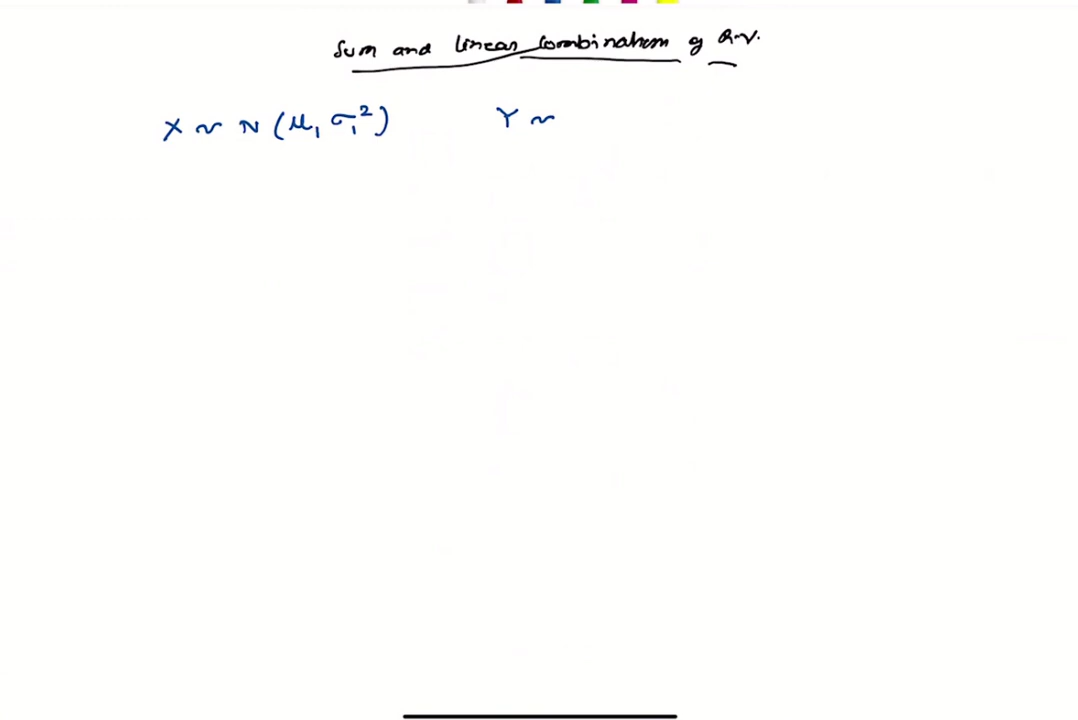 Sum and linear combination of R.V.
X ~ N (μ₁ σ₁²) Y ~